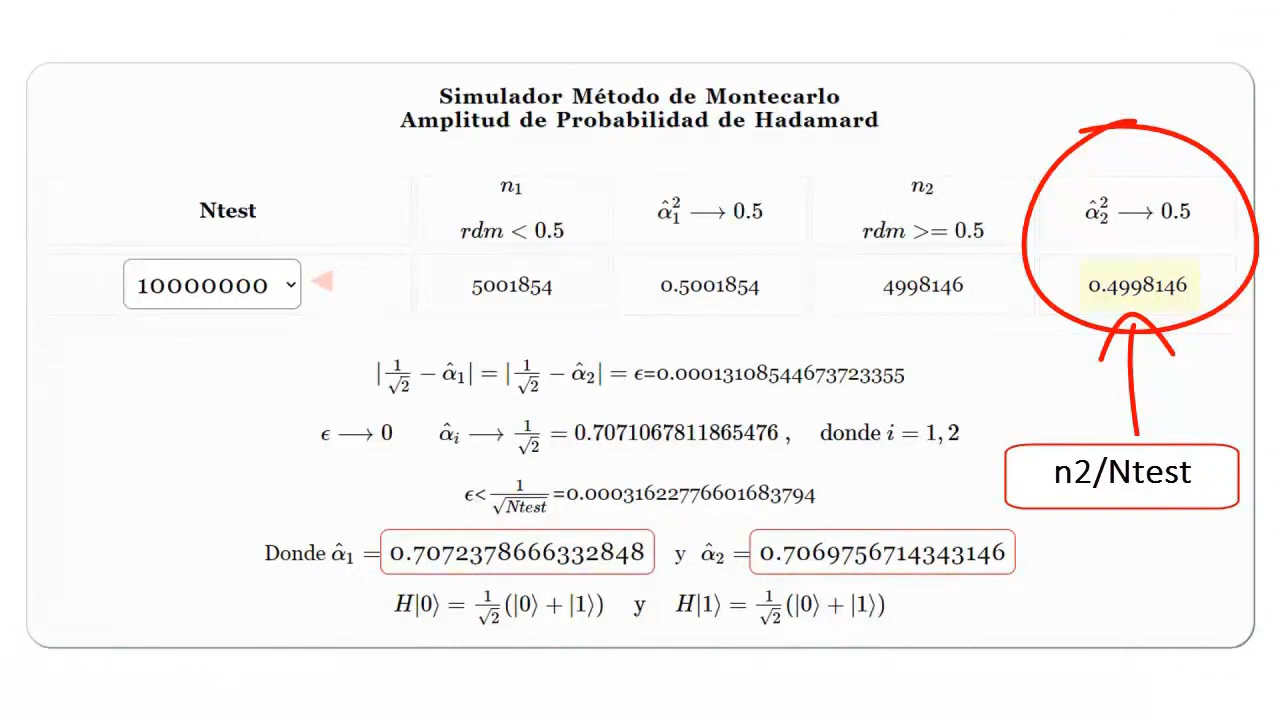 Simulador Método de Montecarlo
Amplitud de Probabilidad de Hadamard
Ntest
n₁
rdm < 0.5
α̂₁² ⟶ 0.5
n₂
rdm >= 0.5
α̂₂² ⟶ 0.5
10000000
5001854
0.5001854
4998146
0.4998146
|1/√2 − α̂₁| = |1/√2 − α̂₂| = ϵ=0.00013108544673723355
ϵ ⟶ 0 α̂ᵢ ⟶ 1/√2 = 0.7071067811865476 , donde i = 1, 2
n2/Ntest
ϵ< 1/√Ntest =0.00031622776601683794
Donde α̂₁ = 0.7072378666332848 y α̂₂ = 0.7069756714343146
H|0⟩ = 1/√2 (|0⟩ + |1⟩) y H|1⟩ = 1/√2 (|0⟩ + |1⟩)